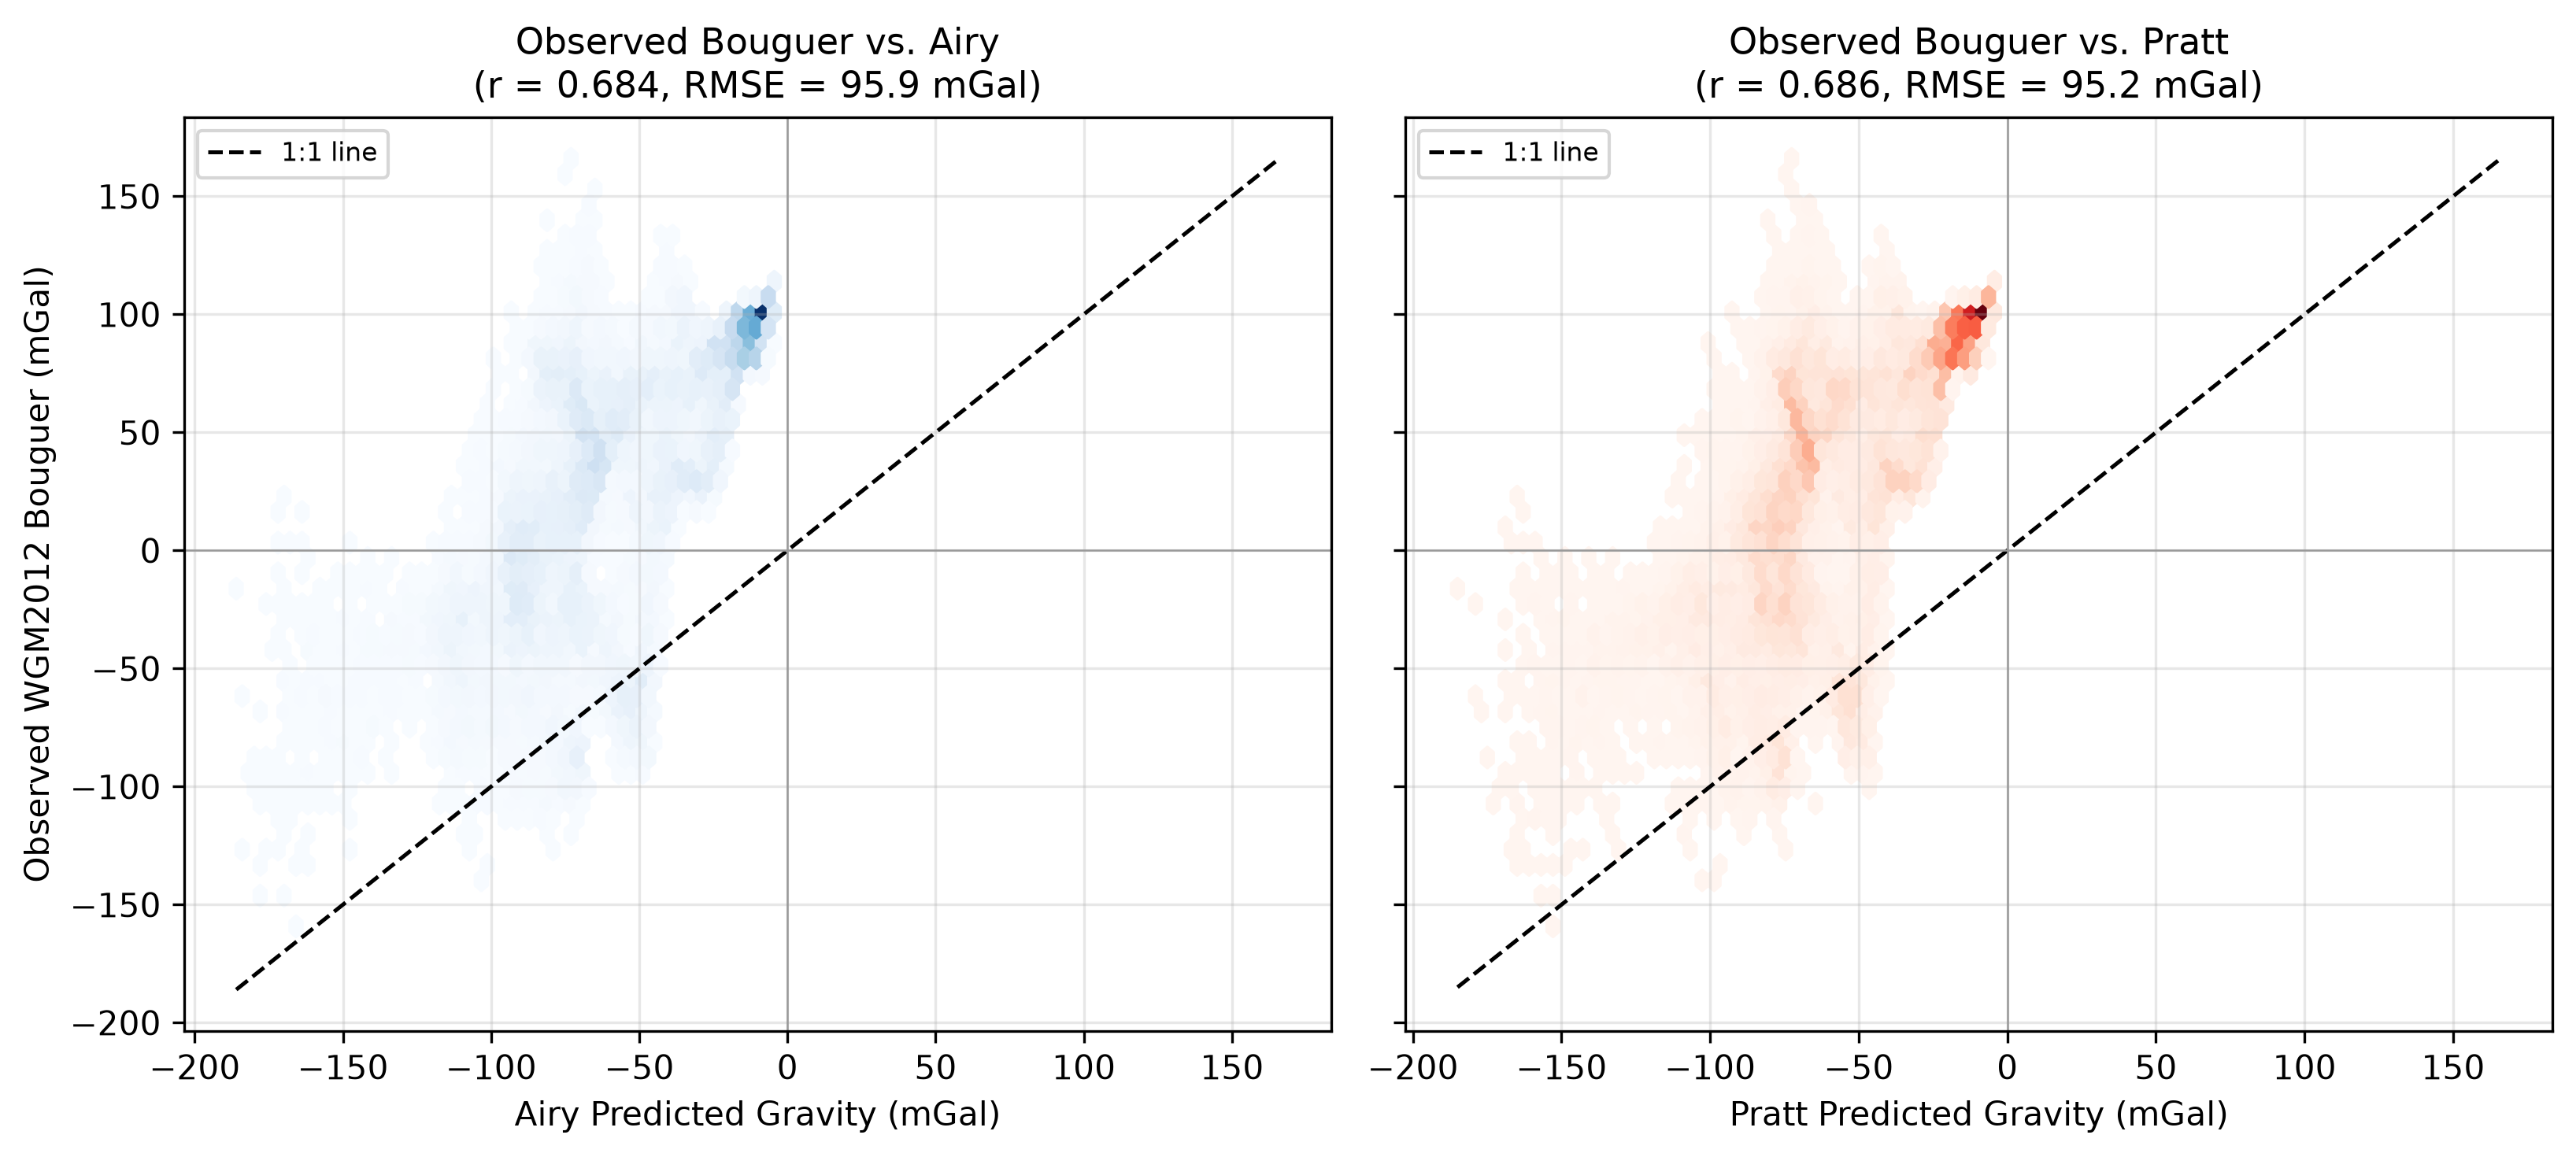 Observed Bouguer vs. Airy
(r = 0.684, RMSE = 95.9 mGal)
Observed Bouguer vs. Pratt
(r = 0.686, RMSE = 95.2 mGal)
1:1 line
1:1 line
Observed WGM2012 Bouguer (mGal)
150
100
50
0
−50
−100
−150
−200
−200 −150 −100 −50 0 50 100 150
−200 −150 −100 −50 0 50 100 150
Airy Predicted Gravity (mGal)
Pratt Predicted Gravity (mGal)